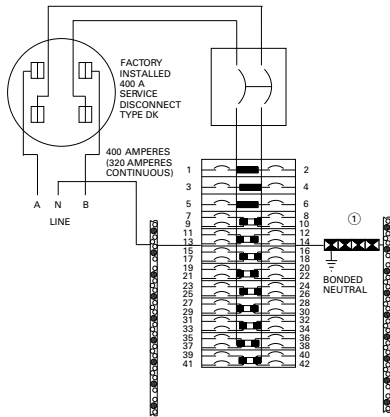 FACTORY
INSTALLED
400 A
SERVICE
DISCONNECT
TYPE DK
400 AMPERES
(320 AMPERES
CONTINUOUS)
A N B
LINE
1 2
3 4
5 6
7 8
9 10
11 12
13 14
15 16
17 18
19 20
21 22
23 24
25 26
27 28
29 30
31 32
33 34
35 36
37 38
39 40
41 42
1
BONDED
NEUTRAL